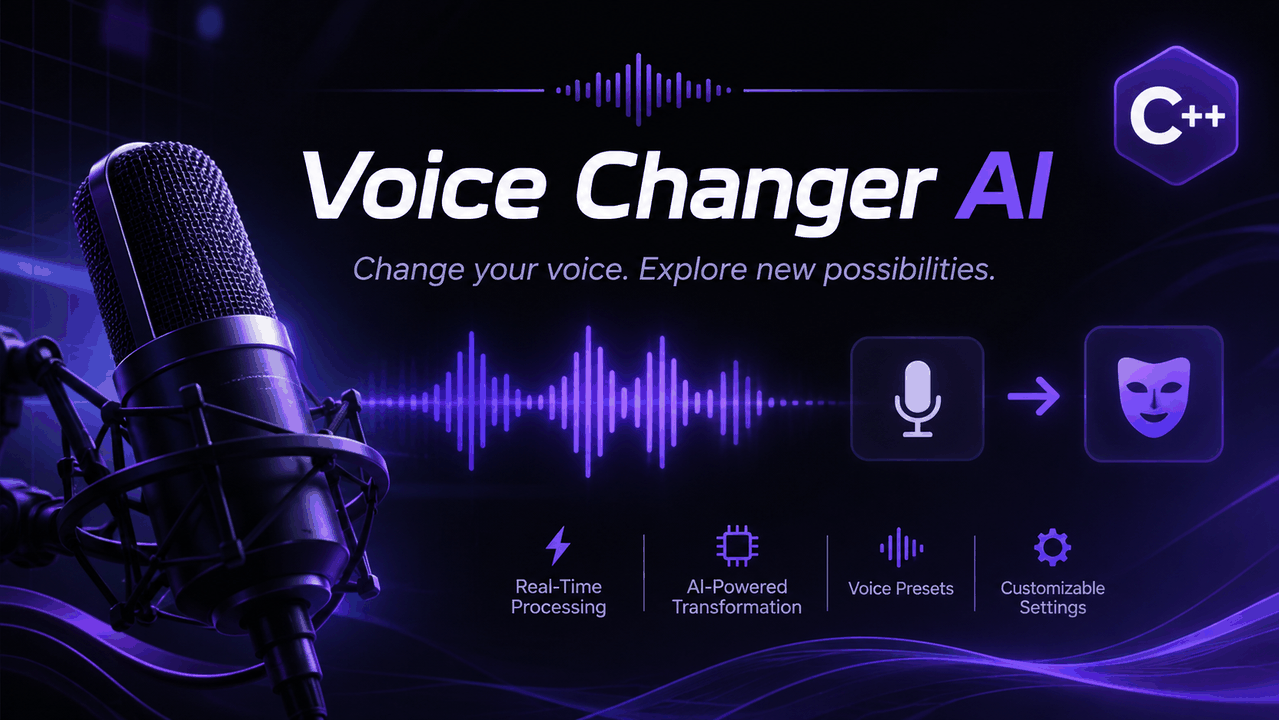 C++
Voice Changer AI
Change your voice. Explore new possibilities.
Real-Time
Processing
AI-Powered
Transformation
Voice Presets
Customizable
Settings